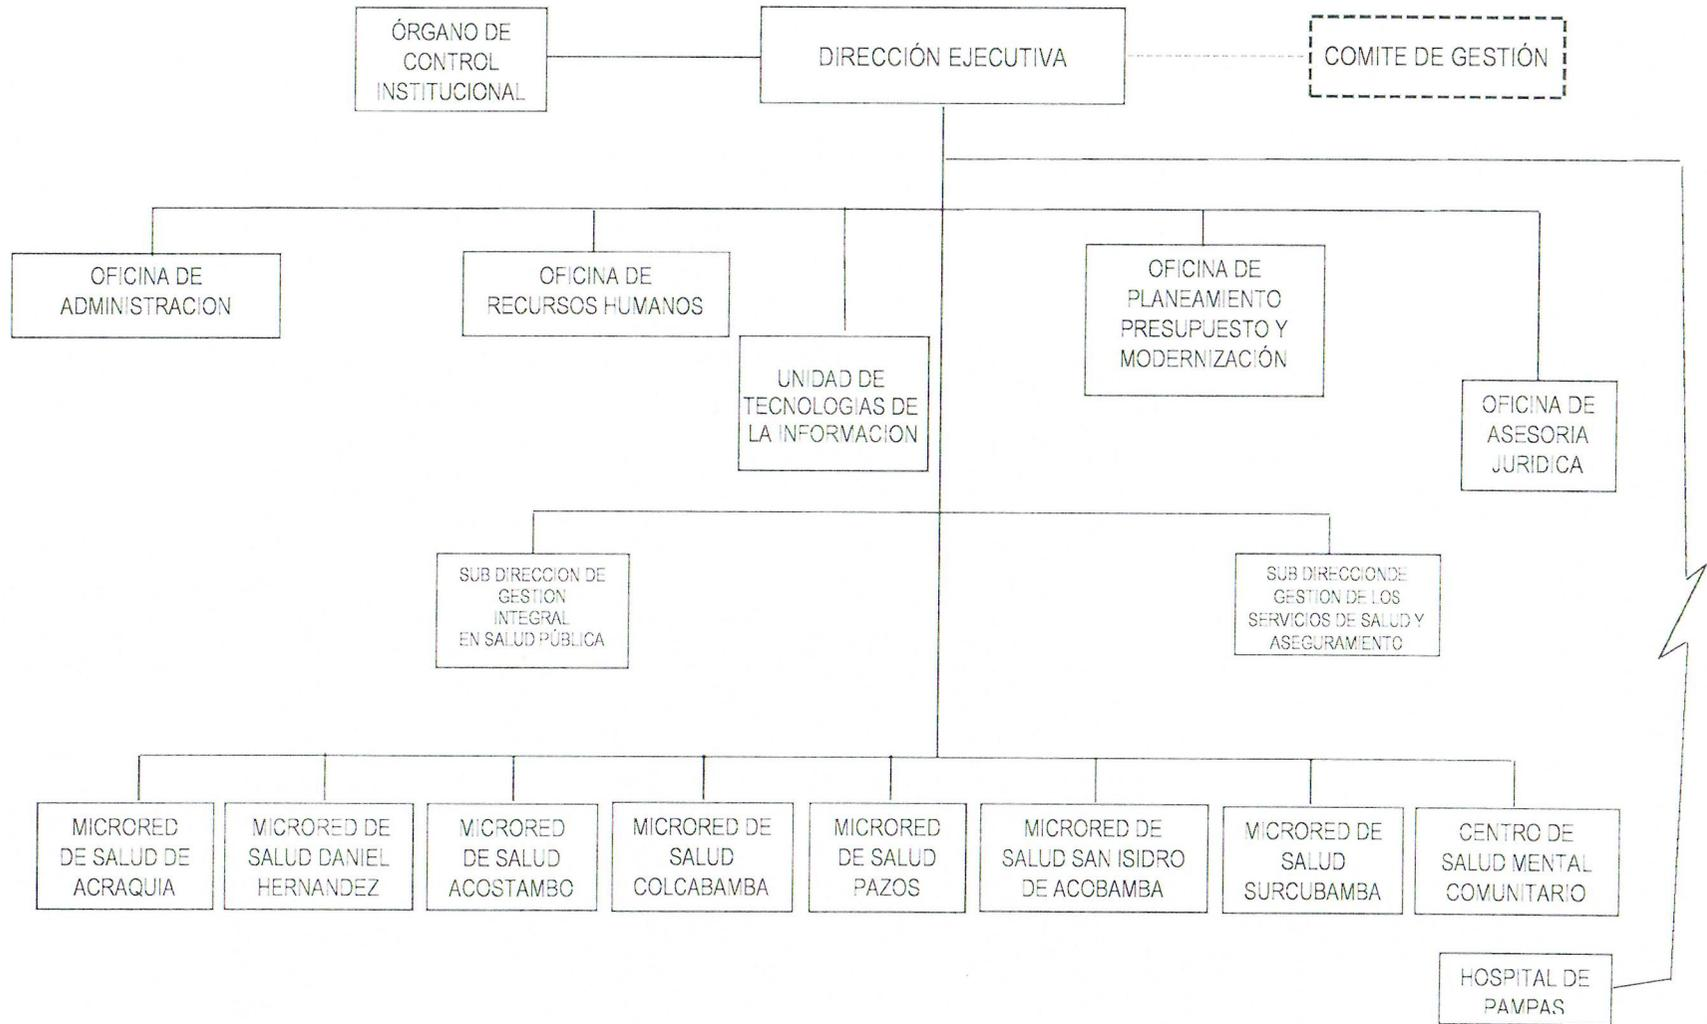 ÓRGANO DE
CONTROL
INSTITUCIONAL
DIRECCIÓN EJECUTIVA
COMITE DE GESTIÓN
OFICINA DE
ADMINISTRACION
OFICINA DE
RECURSOS HUMANOS
UNIDAD DE
TECNOLOGIAS DE
LA INFORMACION
OFICINA DE
PLANEAMIENTO
PRESUPUESTO Y
MODERNIZACIÓN
OFICINA DE
ASESORIA
JURIDICA
SUB DIRECCION DE
GESTION
INTEGRAL
EN SALUD PÚBLICA
SUB DIRECCIONDE
GESTION DE LOS
SERVICIOS DE SALUD Y
ASEGURAMIENTO
MICRORED
DE SALUD DE
ACRAQUIA
MICRORED DE
SALUD DANIEL
HERNANDEZ
MICRORED
DE SALUD
ACOSTAMBO
MICRORED DE
SALUD
COLCABAMBA
MICRORED
DE SALUD
PAZOS
MICRORED DE
SALUD SAN ISIDRO
DE ACOBAMBA
MICRORED DE
SALUD
SURCUBAMBA
CENTRO DE
SALUD MENTAL
COMUNITARIO
HOSPITAL DE
PAMPAS